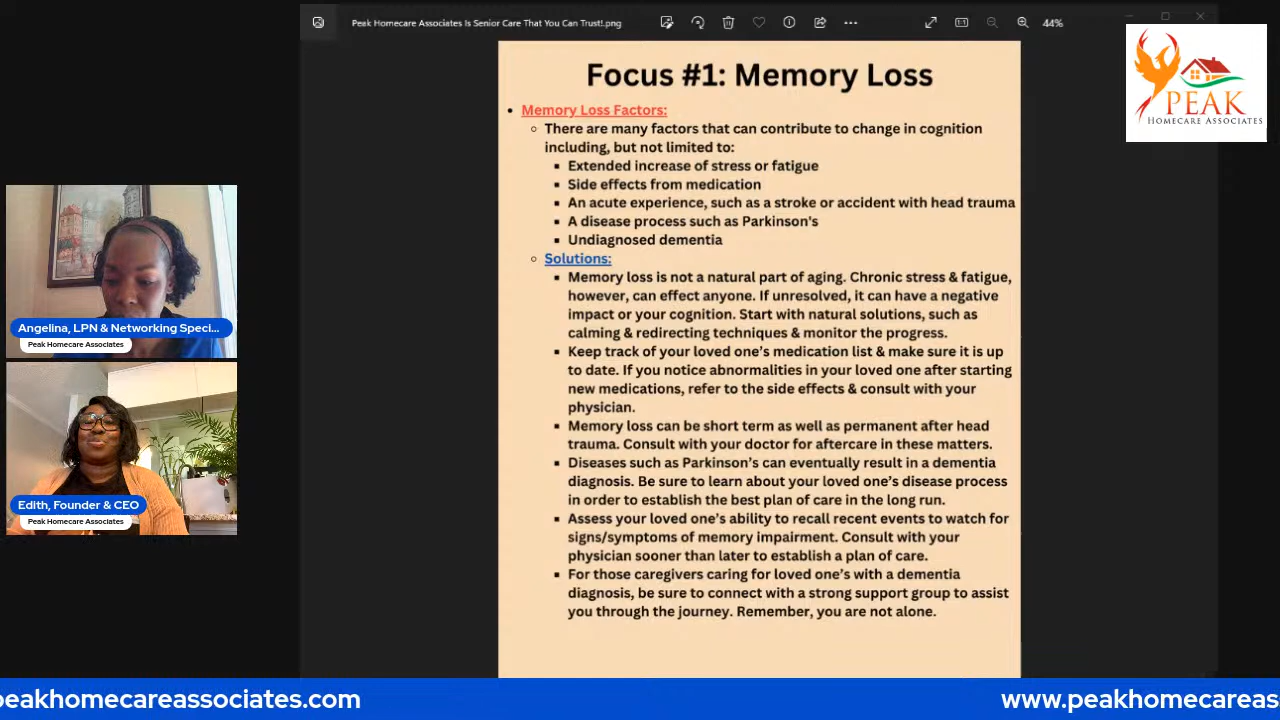 Peak Homecare Associates Is Senior Care That You Can Trust!.png
1:1
44%
PEAK
HOMECARE ASSOCIATES
Focus #1: Memory Loss
• Memory Loss Factors:
There are many factors that can contribute to change in cognition
including, but not limited to:
Extended increase of stress or fatigue
Side effects from medication
An acute experience, such as a stroke or accident with head trauma
A disease process such as Parkinson's
Undiagnosed dementia
Solutions:
Memory loss is not a natural part of aging. Chronic stress & fatigue,
however, can effect anyone. If unresolved, it can have a negative
impact or your cognition. Start with natural solutions, such as
calming & redirecting techniques & monitor the progress.
Keep track of your loved one's medication list & make sure it is up
to date. If you notice abnormalities in your loved one after starting
new medications, refer to the side effects & consult with your
physician.
Memory loss can be short term as well as permanent after head
trauma. Consult with your doctor for aftercare in these matters.
Diseases such as Parkinson's can eventually result in a dementia
diagnosis. Be sure to learn about your loved one's disease process
in order to establish the best plan of care in the long run.
Assess your loved one's ability to recall recent events to watch for
signs/symptoms of memory impairment. Consult with your
physician sooner than later to establish a plan of care.
For those caregivers caring for loved one's with a dementia
diagnosis, be sure to connect with a strong support group to assist
you through the journey. Remember, you are not alone.
Angelina, LPN & Networking Speci...
Peak Homecare Associates
Edith, Founder & CEO
Peak Homecare Associates
peakhomecareassociates.com
www.peakhomecareas